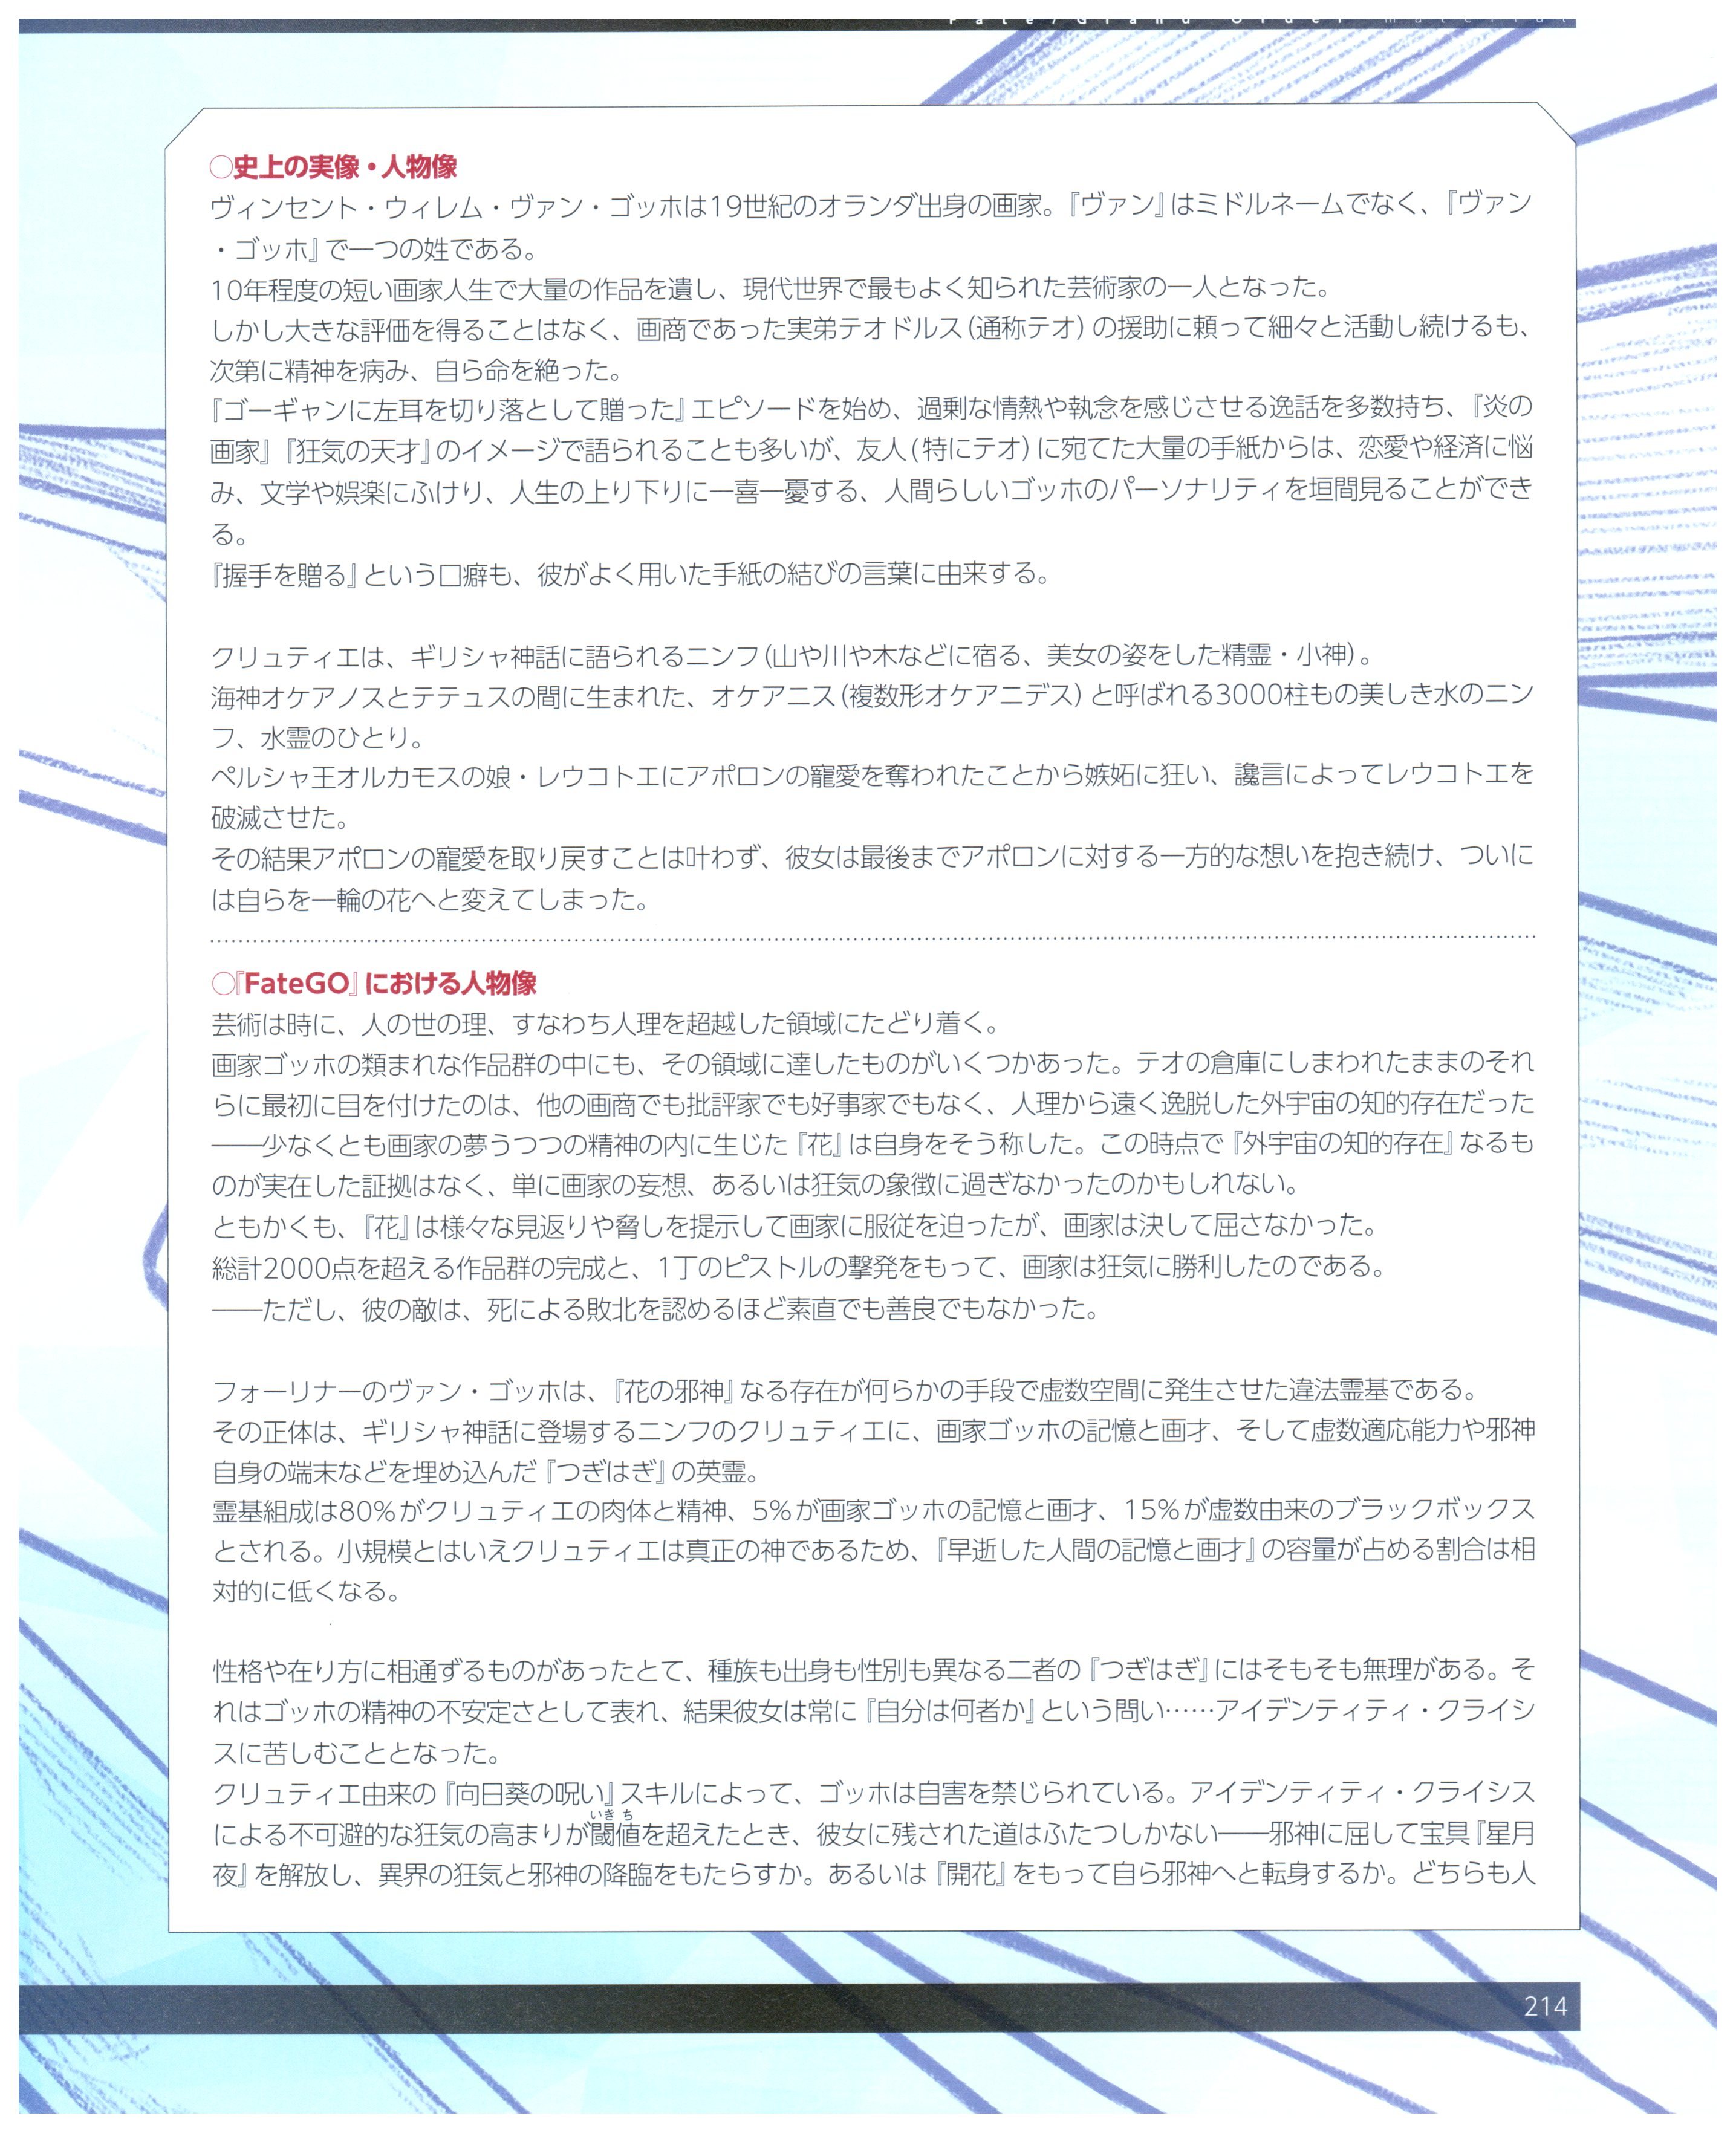 Fate/Grand Order material
○史上の実像・人物像
ヴィンセント・ウィレム・ヴァン・ゴッホは19世紀のオランダ出身の画家。『ヴァン』はミドルネームでなく、『ヴァン
・ゴッホ』で一つの姓である。
10年程度の短い画家人生で大量の作品を遺し、現代世界で最もよく知られた芸術家の一人となった。
しかし大きな評価を得ることはなく、画商であった実弟テオドルス（通称テオ）の援助に頼って細々と活動し続けるも、
次第に精神を病み、自ら命を絶った。
『ゴーギャンに左耳を切り落として贈った』エピソードを始め、過剰な情熱や執念を感じさせる逸話を多数持ち、『炎の
画家』『狂気の天才』のイメージで語られることも多いが、友人（特にテオ）に宛てた大量の手紙からは、恋愛や経済に悩
み、文学や娯楽にふけり、人生の上り下りに一喜一憂する、人間らしいゴッホのパーソナリティを垣間見ることができ
る。
『握手を贈る』という口癖も、彼がよく用いた手紙の結びの言葉に由来する。
クリュティエは、ギリシャ神話に語られるニンフ（山や川や木などに宿る、美女の姿をした精霊・小神）。
海神オケアノスとテテュスの間に生まれた、オケアニス（複数形オケアニデス）と呼ばれる3000柱もの美しき水のニン
フ、水霊のひとり。
ペルシャ王オルカモスの娘・レウコトエにアポロンの寵愛を奪われたことから嫉妬に狂い、讒言によってレウコトエを
破滅させた。
その結果アポロンの寵愛を取り戻すことは叶わず、彼女は最後までアポロンに対する一方的な想いを抱き続け、ついに
は自らを一輪の花へと変えてしまった。
○『FateGO』における人物像
芸術は時に、人の世の理、すなわち人理を超越した領域にたどり着く。
画家ゴッホの類まれな作品群の中にも、その領域に達したものがいくつかあった。テオの倉庫にしまわれたままのそれ
らに最初に目を付けたのは、他の画商でも批評家でも好事家でもなく、人理から遠く逸脱した外宇宙の知的存在だった
――少なくとも画家の夢うつつの精神の内に生じた『花』は自身をそう称した。この時点で『外宇宙の知的存在』なるも
のが実在した証拠はなく、単に画家の妄想、あるいは狂気の象徴に過ぎなかったのかもしれない。
ともかくも、『花』は様々な見返りや脅しを提示して画家に服従を迫ったが、画家は決して屈さなかった。
総計2000点を超える作品群の完成と、1丁のピストルの撃発をもって、画家は狂気に勝利したのである。
――ただし、彼の敵は、死による敗北を認めるほど素直でも善良でもなかった。
フォーリナーのヴァン・ゴッホは、『花の邪神』なる存在が何らかの手段で虚数空間に発生させた違法霊基である。
その正体は、ギリシャ神話に登場するニンフのクリュティエに、画家ゴッホの記憶と画才、そして虚数適応能力や邪神
自身の端末などを埋め込んだ『つぎはぎ』の英霊。
霊基組成は80%がクリュティエの肉体と精神、5%が画家ゴッホの記憶と画才、15%が虚数由来のブラックボックス
とされる。小規模とはいえクリュティエは真正の神であるため、『早逝した人間の記憶と画才』の容量が占める割合は相
対的に低くなる。
性格や在り方に相通ずるものがあったとて、種族も出身も性別も異なる二者の『つぎはぎ』にはそもそも無理がある。そ
れはゴッホの精神の不安定さとして表れ、結果彼女は常に『自分は何者か』という問い……アイデンティティ・クライシ
スに苦しむこととなった。
クリュティエ由来の『向日葵の呪い』スキルによって、ゴッホは自害を禁じられている。アイデンティティ・クライシス
いきち
による不可避的な狂気の高まりが閾値を超えたとき、彼女に残された道はふたつしかない――邪神に屈して宝具『星月
夜』を解放し、異界の狂気と邪神の降臨をもたらすか。あるいは『開花』をもって自ら邪神へと転身するか。どちらも人
214